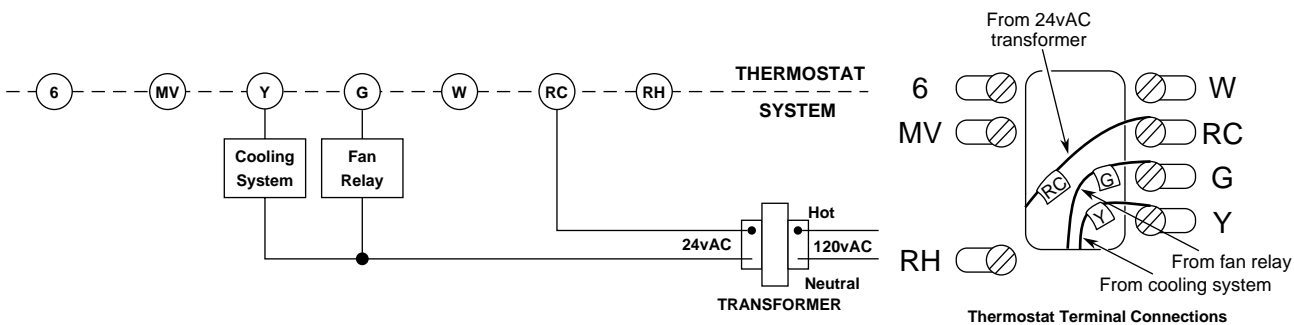 6 MV Y G W RC RH THERMOSTAT
SYSTEM
Cooling
System
Fan
Relay
24vAC
Hot
120vAC
Neutral
TRANSFORMER
From 24vAC
transformer
6
MV
RH
W
RC
G
Y
RC
G
Y
From fan relay
From cooling system
Thermostat Terminal Connections